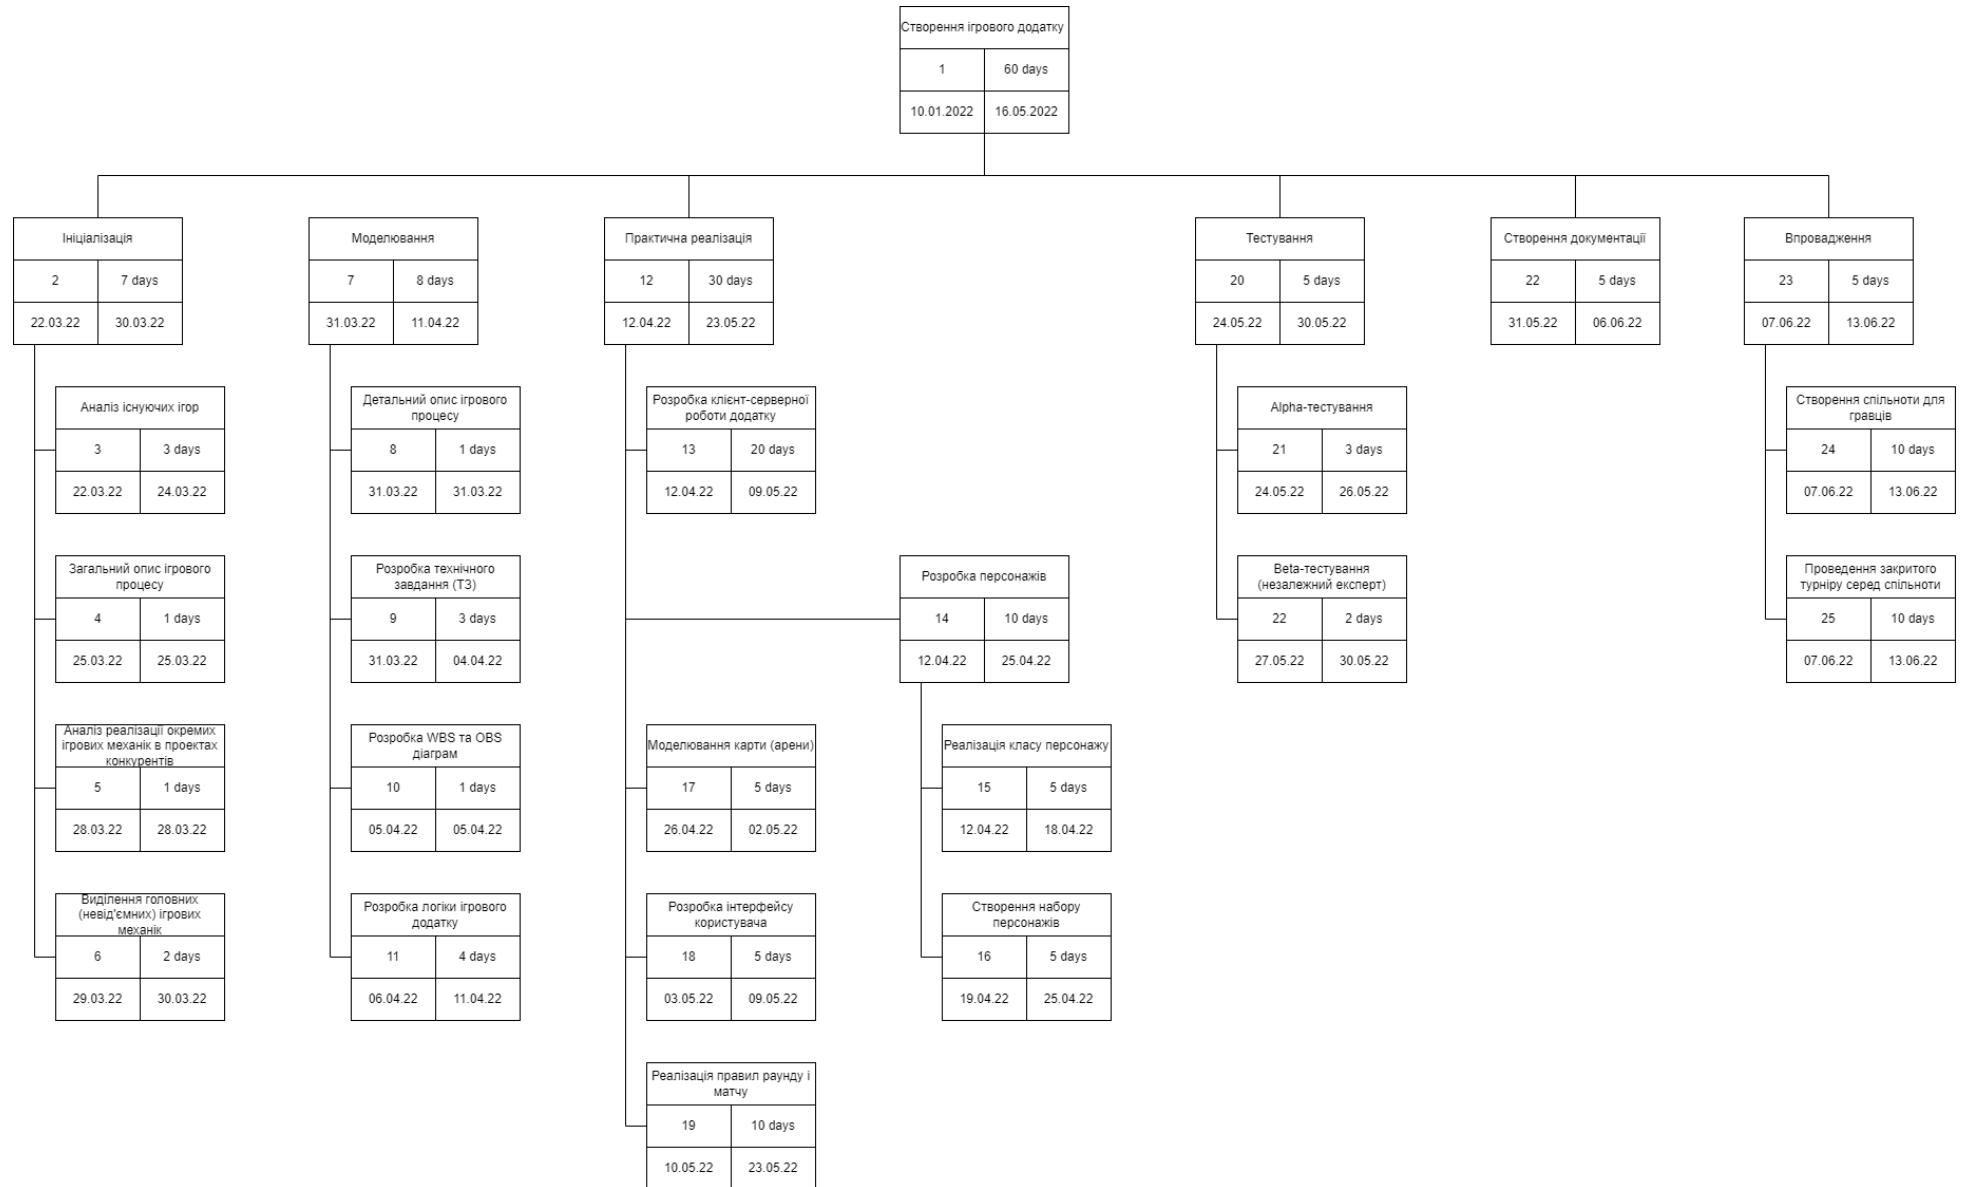 Створення ігрового додатку
1 60 days
10.01.2022 16.05.2022
Ініціалізація
2 7 days
22.03.22 30.03.22
Аналіз існуючих ігор
3 3 days
22.03.22 24.03.22
Загальний опис ігрового
процесу
4 1 days
25.03.22 25.03.22
Аналіз реалізації окремих
ігрових механік в проектах
конкурентів
5 1 days
28.03.22 28.03.22
Виділення головних
(невід'ємних) ігрових
механік
6 2 days
29.03.22 30.03.22
Моделювання
7 8 days
31.03.22 11.04.22
Детальний опис ігрового
процесу
8 1 days
31.03.22 31.03.22
Розробка технічного
завдання (ТЗ)
9 3 days
31.03.22 04.04.22
Розробка WBS та OBS
діаграм
10 1 days
05.04.22 05.04.22
Розробка логіки ігрового
додатку
11 4 days
06.04.22 11.04.22
Практична реалізація
12 30 days
12.04.22 23.05.22
Розробка клієнт-серверної
роботи додатку
13 20 days
12.04.22 09.05.22
Розробка персонажів
14 10 days
12.04.22 25.04.22
Реалізація класу персонажу
15 5 days
12.04.22 18.04.22
Створення набору
персонажів
16 5 days
19.04.22 25.04.22
Моделювання карти (арени)
17 5 days
26.04.22 02.05.22
Розробка інтерфейсу
користувача
18 5 days
03.05.22 09.05.22
Реалізація правил раунду і
матчу
19 10 days
10.05.22 23.05.22
Тестування
20 5 days
24.05.22 30.05.22
Alpha-тестування
21 3 days
24.05.22 26.05.22
Beta-тестування
(незалежний експерт)
22 2 days
27.05.22 30.05.22
Створення документації
22 5 days
31.05.22 06.06.22
Впровадження
23 5 days
07.06.22 13.06.22
Створення спільноти для
гравців
24 10 days
07.06.22 13.06.22
Проведення закритого
турніру серед спільноти
25 10 days
07.06.22 13.06.22